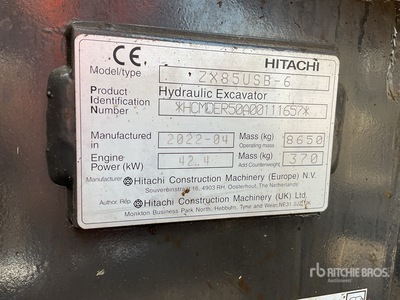 CE HITACHI
Model/type ZX85USB-6
Product Hydraulic Excavator
Identification *HCMDER50A00111657*
Number
Manufactured in 2022-04 Mass (kg) Operating mass 8650
Engine Power (kW) 42.4 Mass (kg) Add Counterweight 370
Manufacturer Hitachi Construction Machinery (Europe) N.V.
Souvereinstraat 16, 4903 RH, Oosterhout, The Netherlands
Author. Rep. Hitachi Construction Machinery (UK) Ltd.
Monkton Business Park North, Hebburn, Tyne and Wear, NE31 2JZ, UK
rb RITCHIE BROS.
Auctioneers